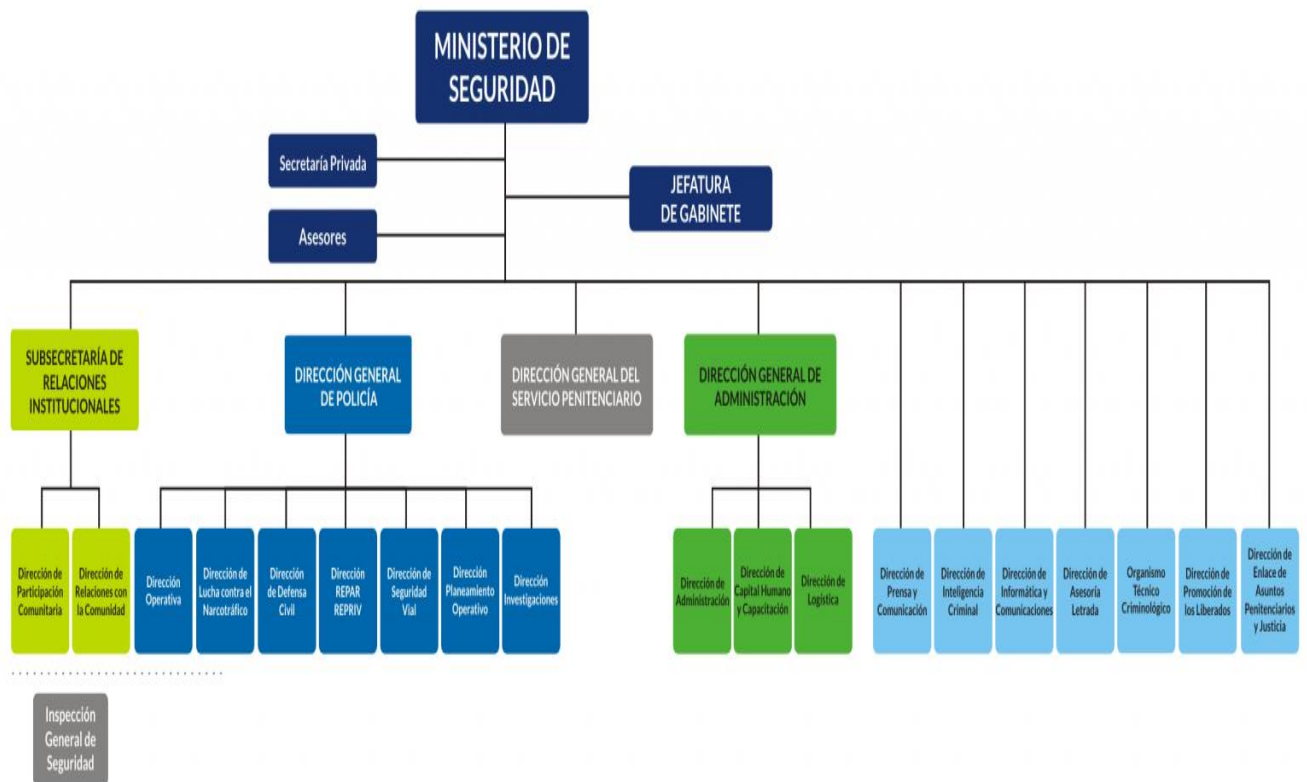 MINISTERIO DE
SEGURIDAD
Secretaría Privada
JEFATURA
DE GABINETE
Asesores
SUBSECRETARÍA DE
RELACIONES
INSTITUCIONALES
DIRECCIÓN GENERAL
DE POLICÍA
DIRECCIÓN GENERAL DEL
SERVICIO PENITENCIARIO
DIRECCIÓN GENERAL DE
ADMINISTRACIÓN
Dirección de
Participación
Comunitaria
Dirección de
Relaciones con
la Comunidad
Dirección
Operativa
Dirección de
Lucha contra el
Narcotráfico
Dirección
de Defensa
Civil
Dirección
REPAR
REPRIV
Dirección de
Seguridad
Vial
Dirección
Planeamiento
Operativo
Dirección
Investigaciones
Dirección de
Administración
Dirección de
Capital Humano
y Capacitación
Dirección de
Logística
Dirección de
Prensa y
Comunicación
Dirección de
Inteligencia
Criminal
Dirección de
Informática y
Comunicaciones
Dirección de
Asesoría
Letrada
Organismo
Técnico
Criminológico
Dirección de
Promoción de
los Liberados
Dirección de
Enlace de
Asuntos
Penitenciarios
y Justicia
Inspección
General de
Seguridad